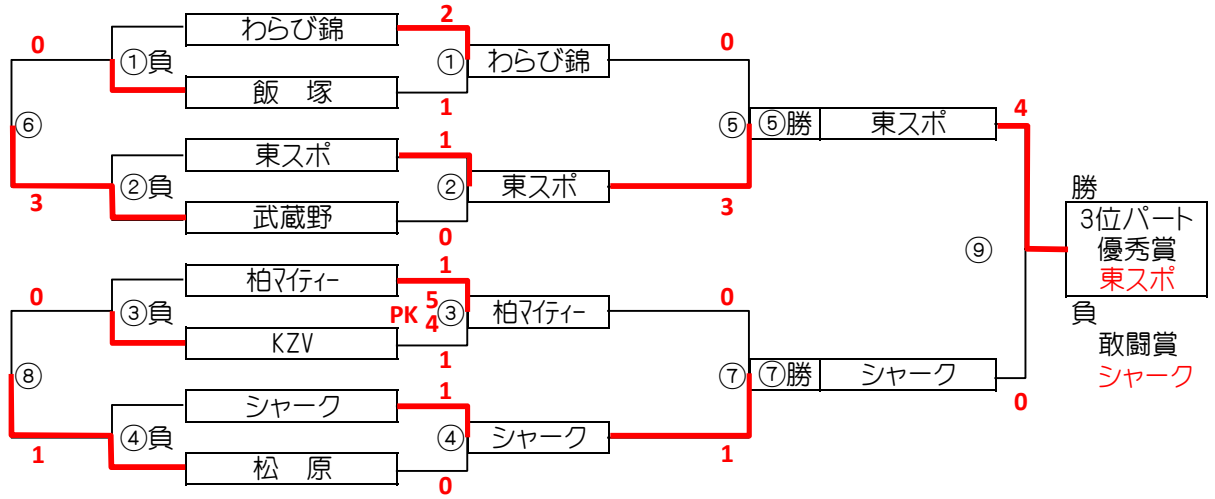 2
0
わらび錦
0
①負
①
わらび錦
飯　塚
1
4
⑥
⑤
⑤勝
東スポ
1
東スポ
②負
②
東スポ
勝
3
武蔵野
3
3位パート
0
優秀賞
⑨
1
東スポ
柏マイティー
0
5
0
負
③負
PK
4
③
柏マイティー
KZV
敢闘賞
1
⑧
⑦
⑦勝
シャーク
シャーク
1
0
シャーク
④負
④
シャーク
1
松　原
1
0